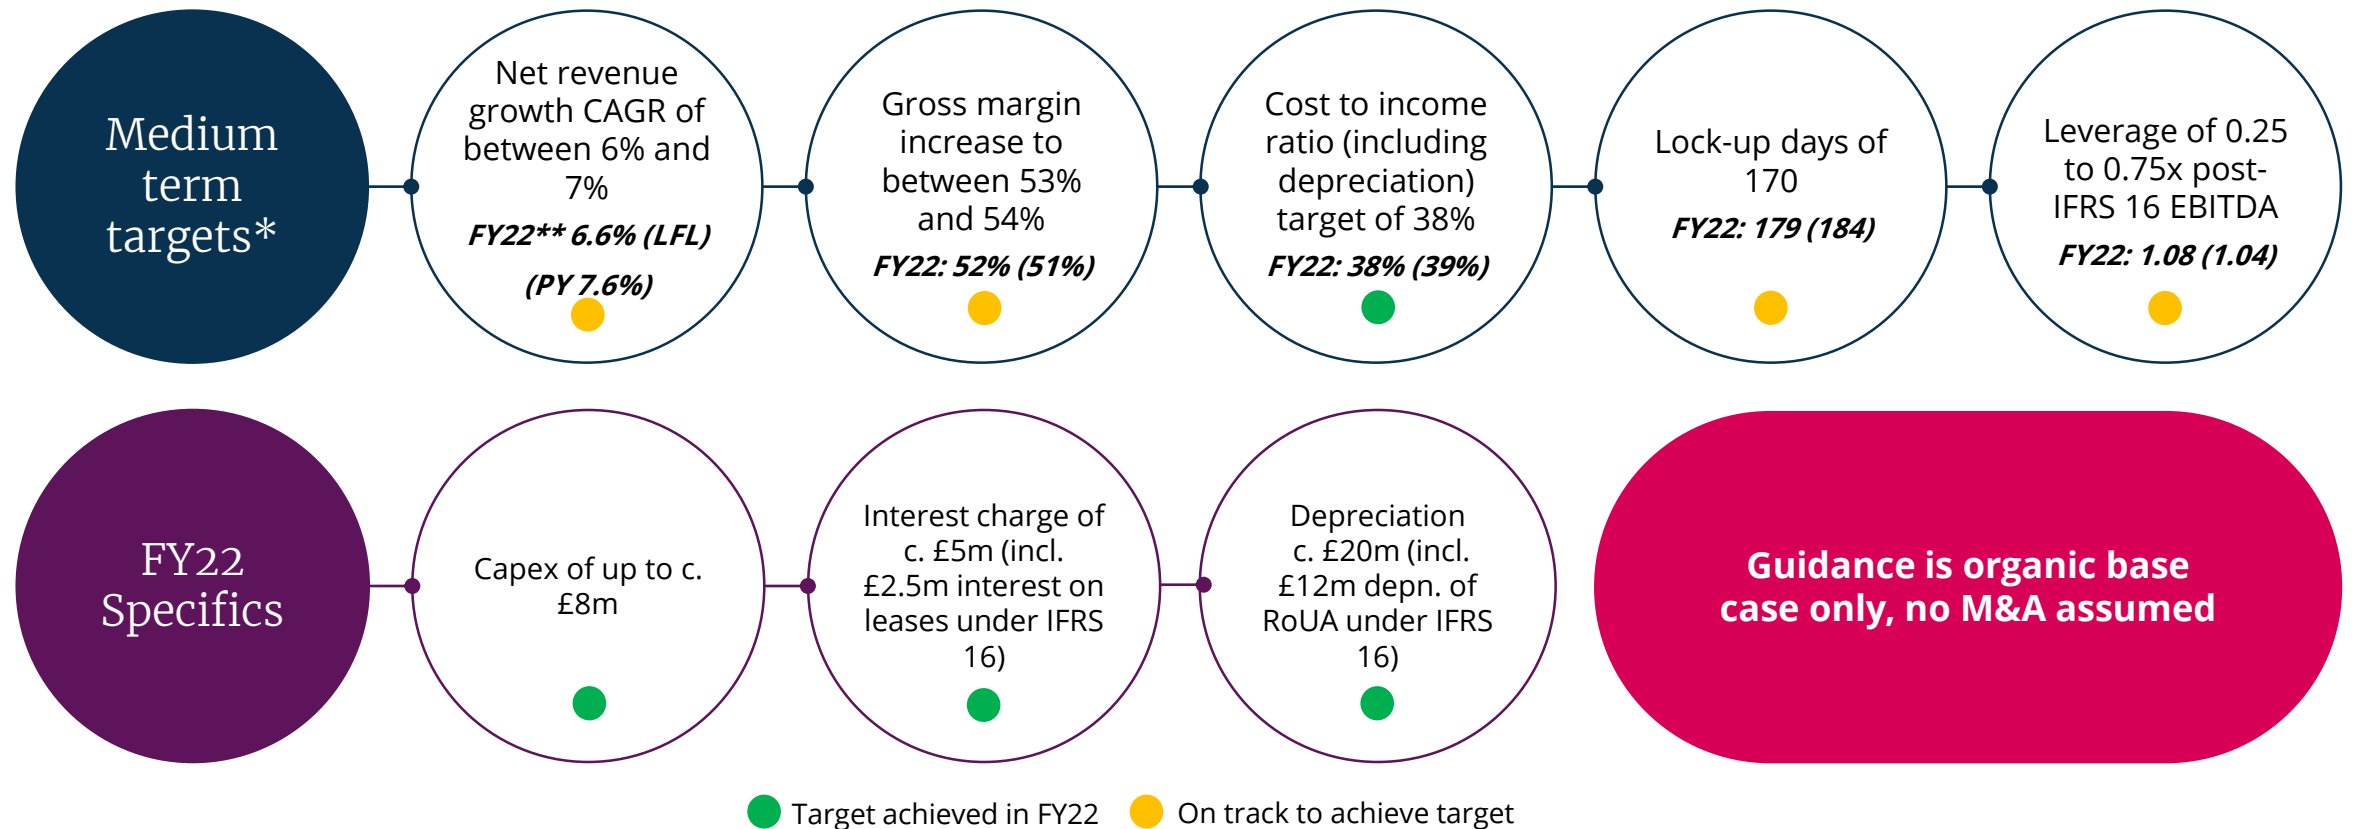 Medium
term
targets*
Net revenue
growth CAGR of
between 6% and
7%
FY22** 6.6% (LFL)
(PY 7.6%)
Gross margin
increase to
between 53%
and 54%
FY22: 52% (51%)
Cost to income
ratio (including
depreciation)
target of 38%
FY22: 38% (39%)
Lock-up days of
170
FY22: 179 (184)
Leverage of 0.25
to 0.75x post-
IFRS 16 EBITDA
FY22: 1.08 (1.04)
FY22
Specifics
Capex of up to c.
£8m
Interest charge of
c. £5m (incl.
£2.5m interest on
leases under IFRS
16)
Depreciation
c. £20m (incl.
£12m depn. of
RoUA under IFRS
16)
Guidance is organic base
case only, no M&A assumed
Target achieved in FY22
On track to achieve target